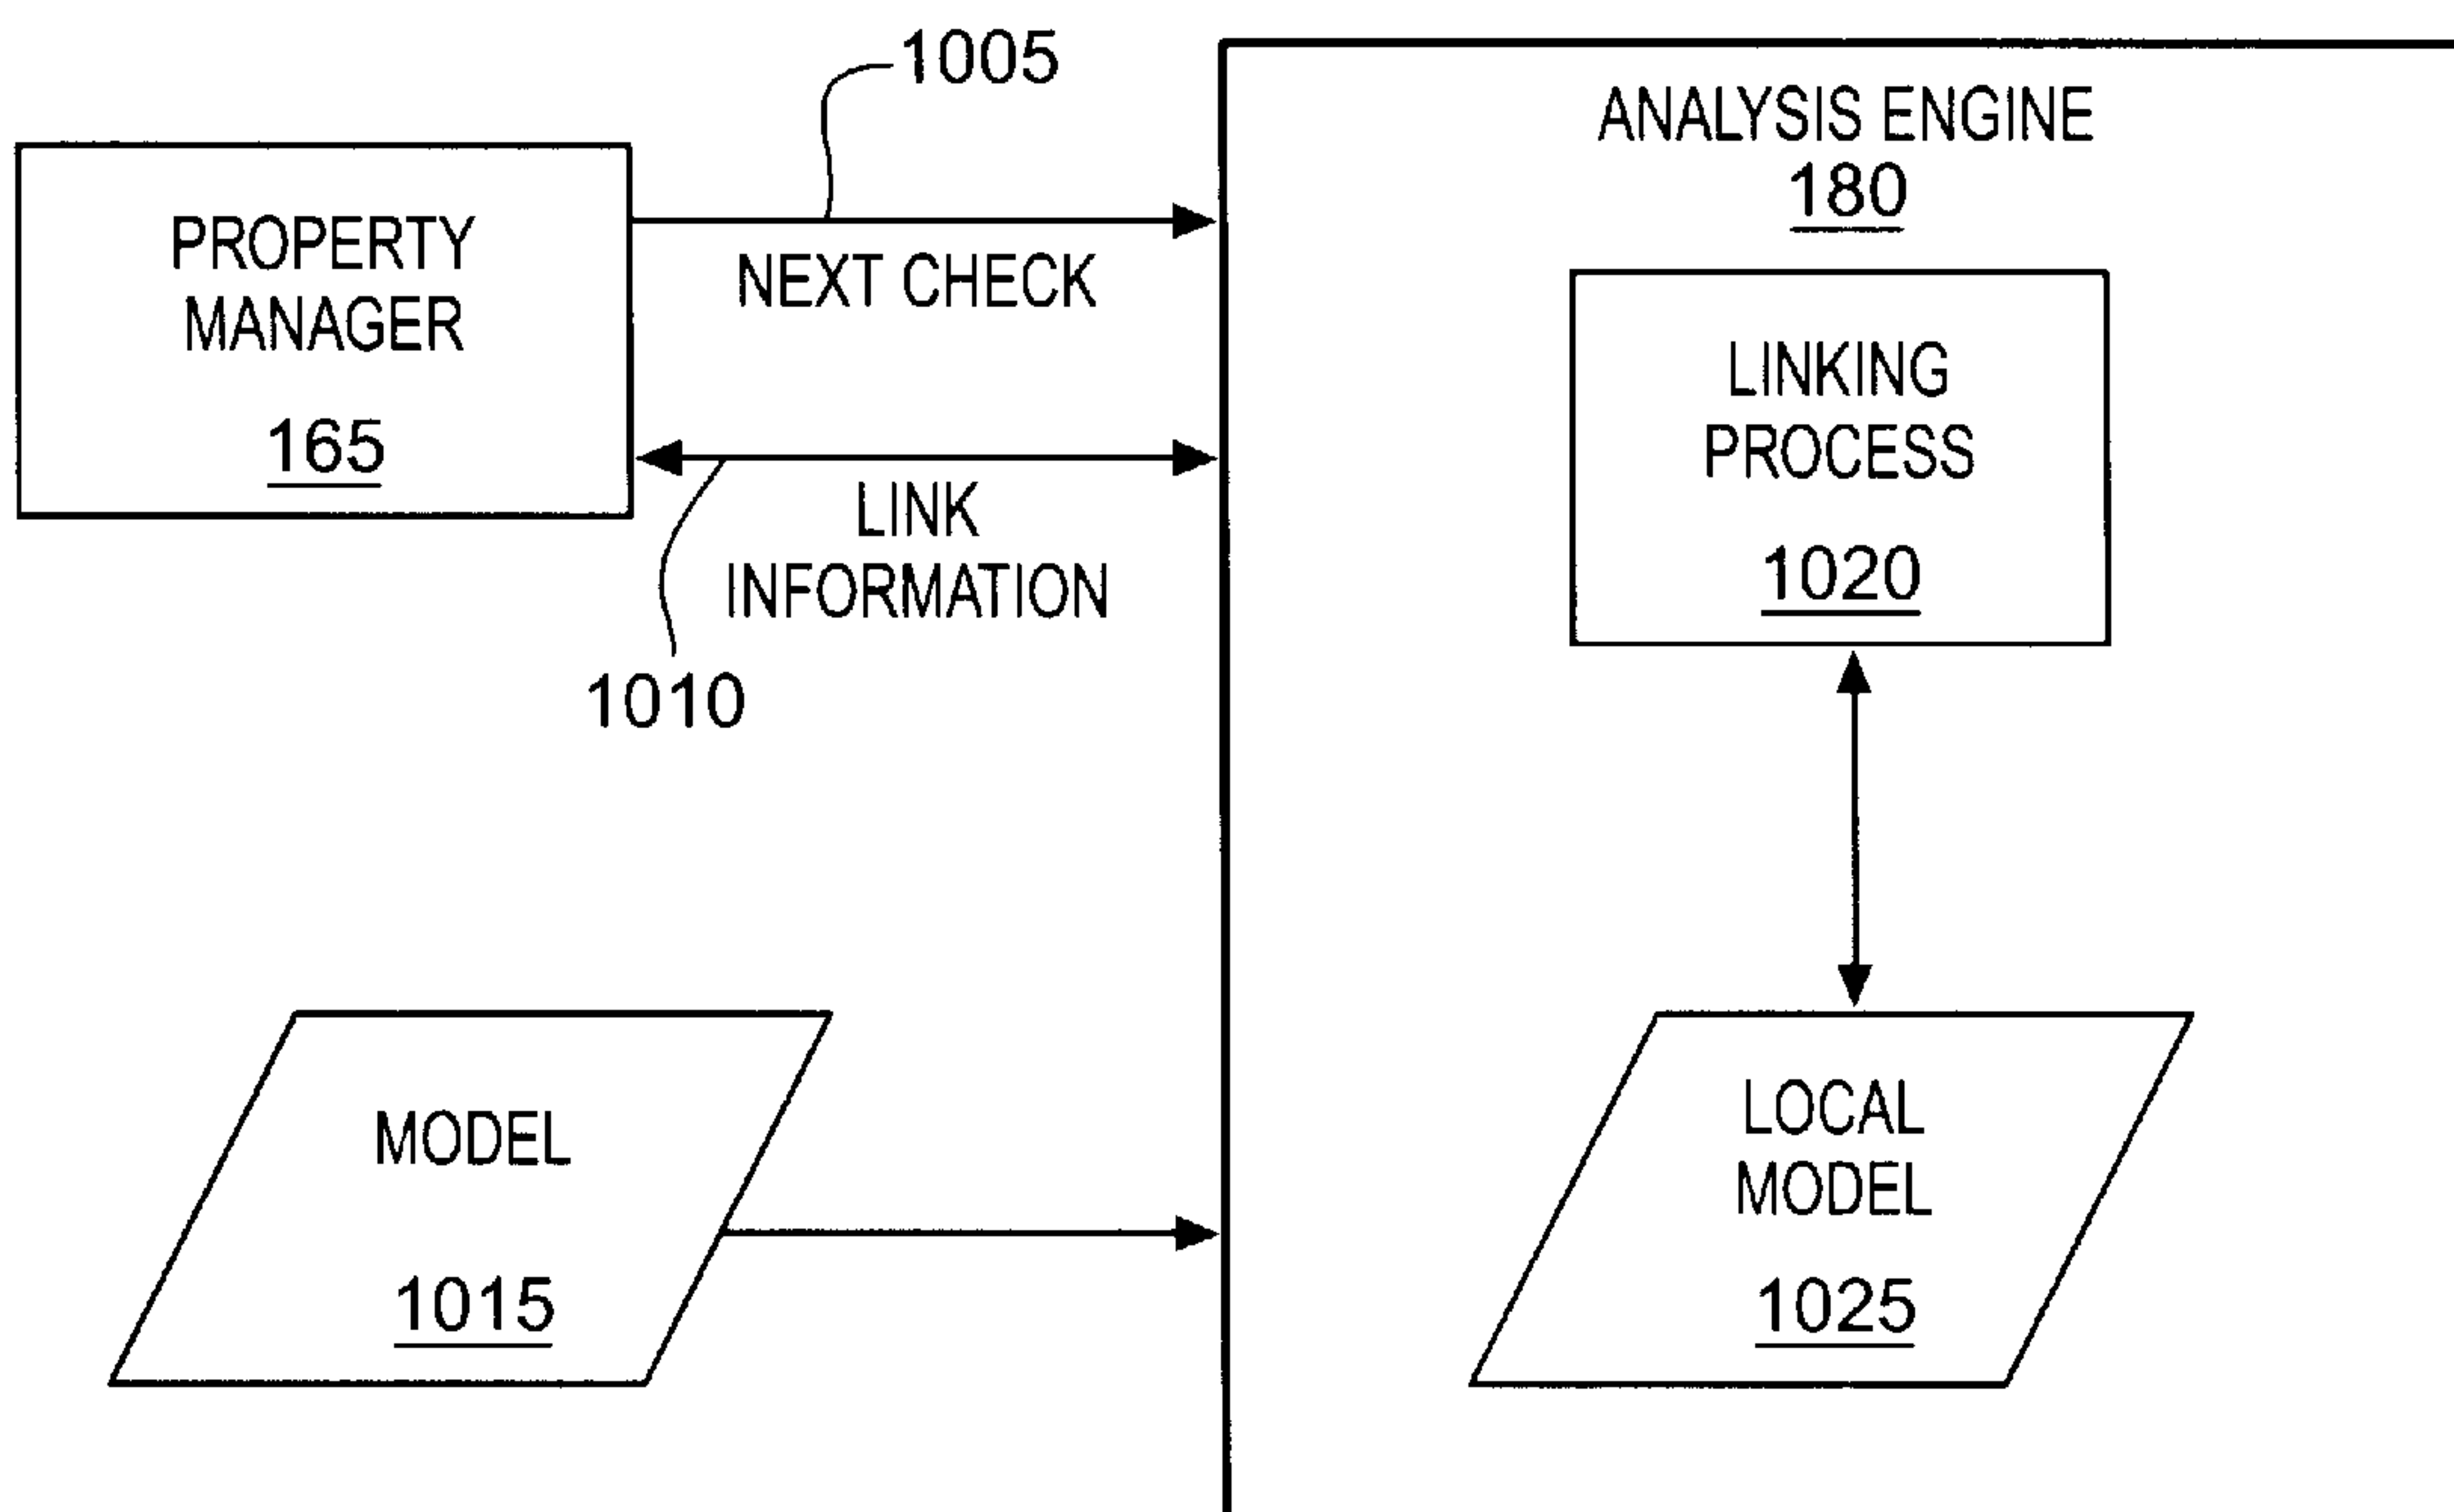 1005
PROPERTY
MANAGER
165
NEXT CHECK
LINK
INFORMATION
1010
MODEL
1015
ANALYSIS ENGINE
180
LINKING
PROCESS
1020
LOCAL
MODEL
1025